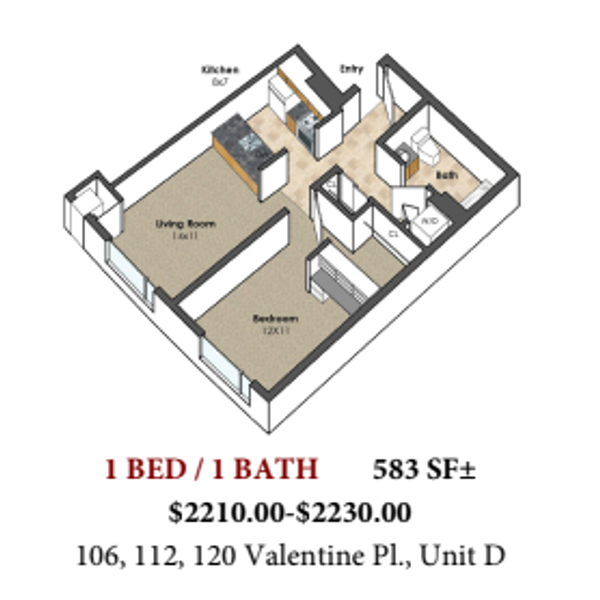 Kitchen
8x7
Entry
Bath
W/D
CL
Living Room
14x11
Bedroom
12X11
1 BED / 1 BATH 583 SF±
$2210.00-$2230.00
106, 112, 120 Valentine Pl., Unit D